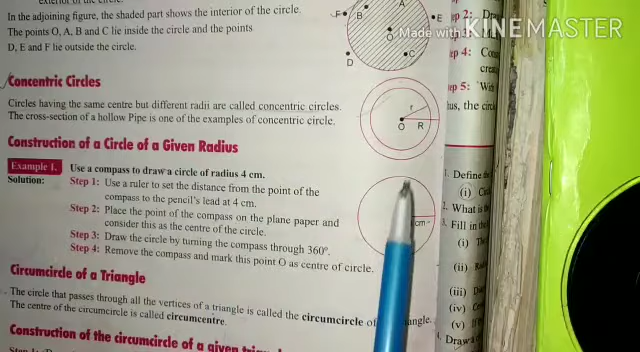 exterior of the circle.
In the adjoining figure, the shaded part shows the interior of the circle.
The points O, A, B and C lie inside the circle and the points
D, E and F lie outside the circle.
A
F
B
E
O
C
D
Made with KINEMASTER
Concentric Circles
Circles having the same centre but different radii are called concentric circles.
The cross-section of a hollow Pipe is one of the examples of concentric circle.
r
O R
Construction of a Circle of a Given Radius
Example 1. Use a compass to draw a circle of radius 4 cm.
Solution: Step 1: Use a ruler to set the distance from the point of the
compass to the pencil's lead at 4 cm.
Step 2: Place the point of the compass on the plane paper and
consider this as the centre of the circle.
Step 3: Draw the circle by turning the compass through 360°.
Step 4: Remove the compass and mark this point O as centre of circle.
cm
Circumcircle of a Triangle
The circle that passes through all the vertices of a triangle is called the circumcircle
The centre of the circumcircle is called circumcentre.
Construction of the circumcircle of a given
ep 2:
ep 4:
ep 5: With
the circ
1. Define the
(i)
2. What is
Fill in the
(i)
(ii)
(iii)
(iv)
(v)
Draw a